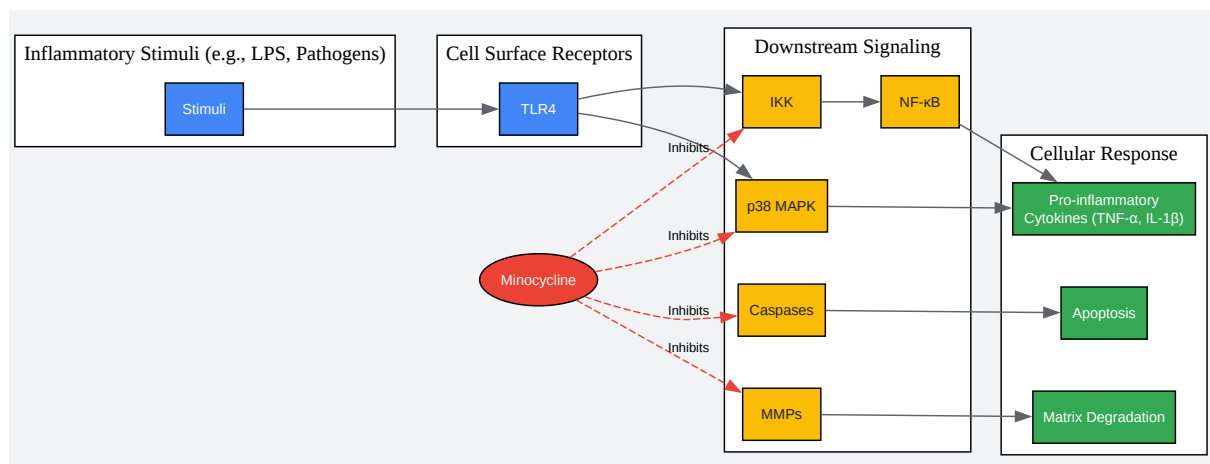 Inflammatory Stimuli (e.g., LPS, Pathogens)
Stimuli
Cell Surface Receptors
TLR4
Downstream Signaling
IKK
NF-κB
p38 MAPK
Caspases
MMPs
Cellular Response
Pro-inflammatory
Cytokines (TNF-α, IL-1β)
Apoptosis
Matrix Degradation
Minocycline
Inhibits
Inhibits
Inhibits
Inhibits